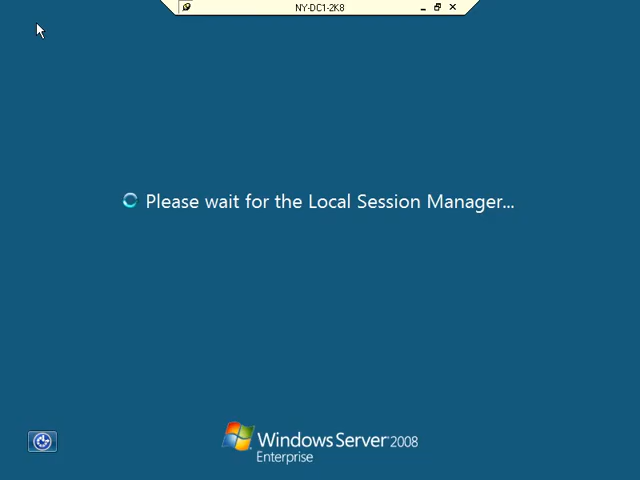 NY-DC1-2K8
Please wait for the Local Session Manager...
Windows Server 2008
Enterprise